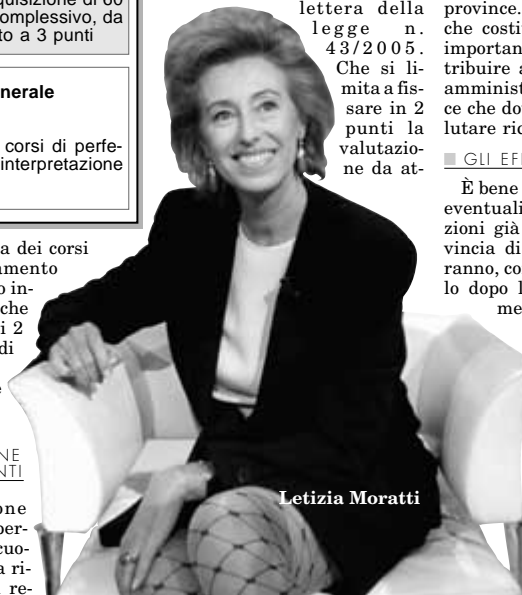 quisizione di 60
omplessivo, da
to a 3 punti
nerale
corsi di perfe-
interpretazione
a dei corsi
amento
o in-
che
i 2
di
e
NE
NTI
one
per-
cuo-
a ri-
re-
lettera della
legge n.
43/2005.
Che si li-
mita a fis-
sare in 2
punti la
valutazio-
ne da at-
Letizia Moratti
province.
che costi
importan
tribuire a
amminist
ce che do
lutare ric
GLI EFF
È bene
eventuali
zioni già
vincia di
ranno, co
lo dopo l
me